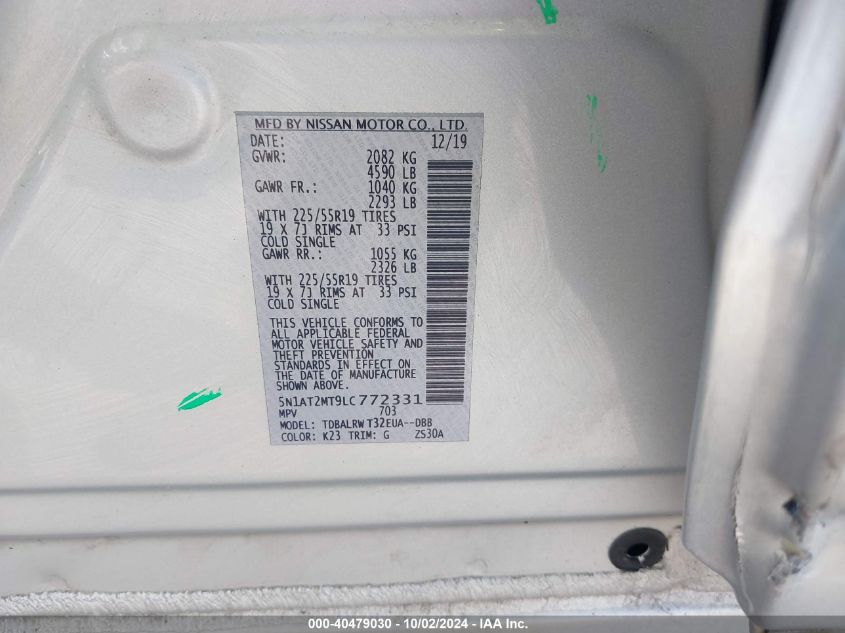 MFD BY NISSAN MOTOR CO., LTD.
DATE: 12/19
GVWR: 2082 KG
4590 LB
GAWR FR.: 1040 KG
2293 LB
WITH 225/55R19 TIRES
19 X 7J RIMS AT 33 PSI
COLD SINGLE
GAWR RR.: 1055 KG
2326 LB
WITH 225/55R19 TIRES
19 X 7J RIMS AT 33 PSI
COLD SINGLE
THIS VEHICLE CONFORMS TO
ALL APPLICABLE FEDERAL
MOTOR VEHICLE SAFETY AND
THEFT PREVENTION
STANDARDS IN EFFECT ON
THE DATE OF MANUFACTURE
SHOWN ABOVE.
5N1AT2MT9LC772331
MPV 703
MODEL: TDBALRW T32EUA--DBB
COLOR: K23 TRIM: G ZS30A
000-40479030 - 10/02/2024 - IAA Inc.